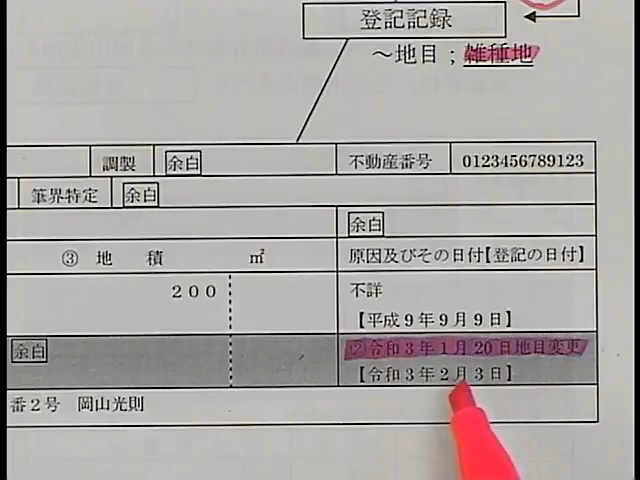 登記記録
～地目；雑種地
調製 余白 不動産番号 0123456789123
筆界特定 余白
余白
③ 地 積 ㎡ 原因及びその日付【登記の日付】
200 不詳
【平成9年9月9日】
余白 ②令和3年1月20日地目変更
【令和3年2月3日】
番2号 岡山光則